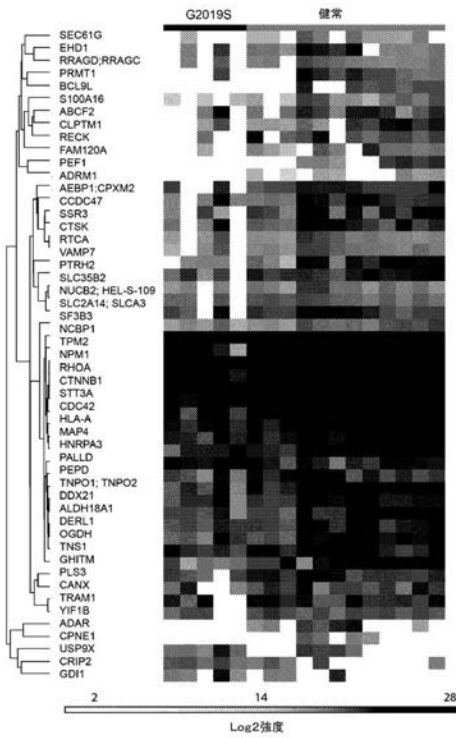 G2019S 健常
SEC61G
EHD1
RRAGD;RRAGC
PRMT1
BCL9L
S100A16
ABCF2
CLPTM1
RECK
FAM120A
PEF1
ADRM1
AEBP1:CPXM2
CCDC47
SSR3
CTSK
RTCA
VAMP7
PTRH2
SLC35B2
NUCB2; HEL-S-109
SLC2A14; SLCA3
SF3B3
NCBP1
TPM2
NPM1
RHOA
CTNNB1
STT3A
CDC42
HLA-A
MAP4
HNRPA3
PALLD
PEPD
TNPO1; TNPO2
DDX21
ALDH18A1
DERL1
OGDH
TNS1
GHITM
PLS3
CANX
TRAM1
YIF1B
ADAR
CPNE1
USP9X
CRIP2
GDI1
2 14 28
Log2強度